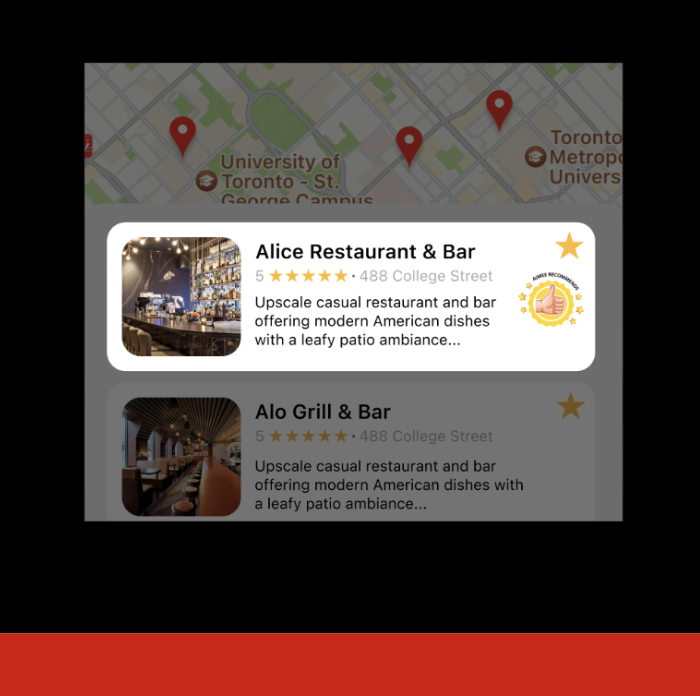 University of
Toronto - St.
George Campus
Toronto
Metropo
Univers
Alice Restaurant & Bar
5 ★★★★★ · 488 College Street
AIMEE RECOMMENDS
Upscale casual restaurant and bar
offering modern American dishes
with a leafy patio ambiance...
Alo Grill & Bar
5 ★★★★★ · 488 College Street
Upscale casual restaurant and bar
offering modern American dishes with
a leafy patio ambiance...